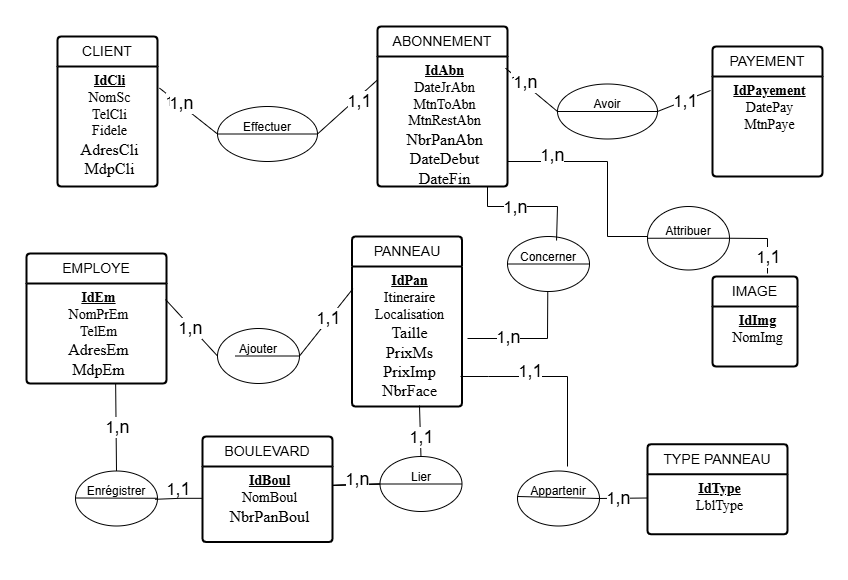 CLIENT
IdCli
NomSc
TelCli
Fidele
AdresCli
MdpCli
1,n
Effectuer
1,1
ABONNEMENT
IdAbn
DateJrAbn
MtnToAbn
MtnRestAbn
NbrPanAbn
DateDebut
DateFin
1,n
Avoir
1,1
PAYEMENT
IdPayement
DatePay
MtnPaye
1,n
Attribuer
1,1
IMAGE
IdImg
NomImg
1,n
Concerner
1,n
EMPLOYE
IdEm
NomPrEm
TelEm
AdresEm
MdpEm
1,n
Ajouter
1,1
PANNEAU
IdPan
Itineraire
Localisation
Taille
PrixMs
PrixImp
NbrFace
1,1
1,n
Enrégistrer
1,1
BOULEVARD
IdBoul
NomBoul
NbrPanBoul
1,n
Lier
1,1
Appartenir
1,n
TYPE PANNEAU
IdType
LblType